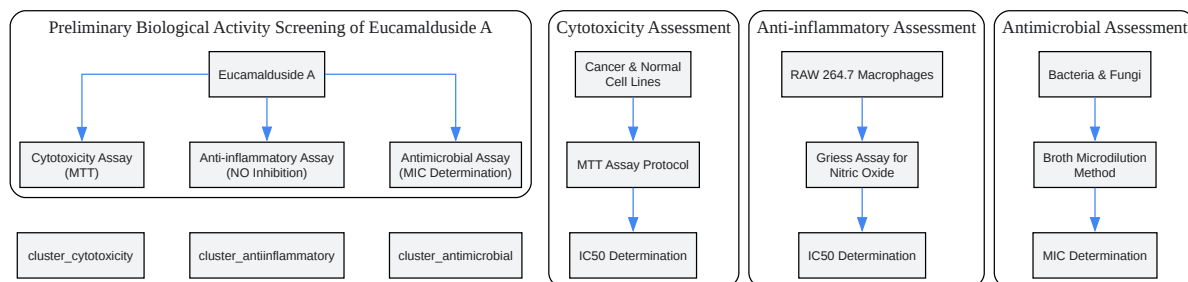 Preliminary Biological Activity Screening of Eucamalduside A
Eucamalduside A
Cytotoxicity Assay
(MTT)
Anti-inflammatory Assay
(NO Inhibition)
Antimicrobial Assay
(MIC Determination)
cluster_cytotoxicity
cluster_antiinflammatory
cluster_antimicrobial
Cytotoxicity Assessment
Cancer & Normal
Cell Lines
MTT Assay Protocol
IC50 Determination
Anti-inflammatory Assessment
RAW 264.7 Macrophages
Griess Assay for
Nitric Oxide
IC50 Determination
Antimicrobial Assessment
Bacteria & Fungi
Broth Microdilution
Method
MIC Determination